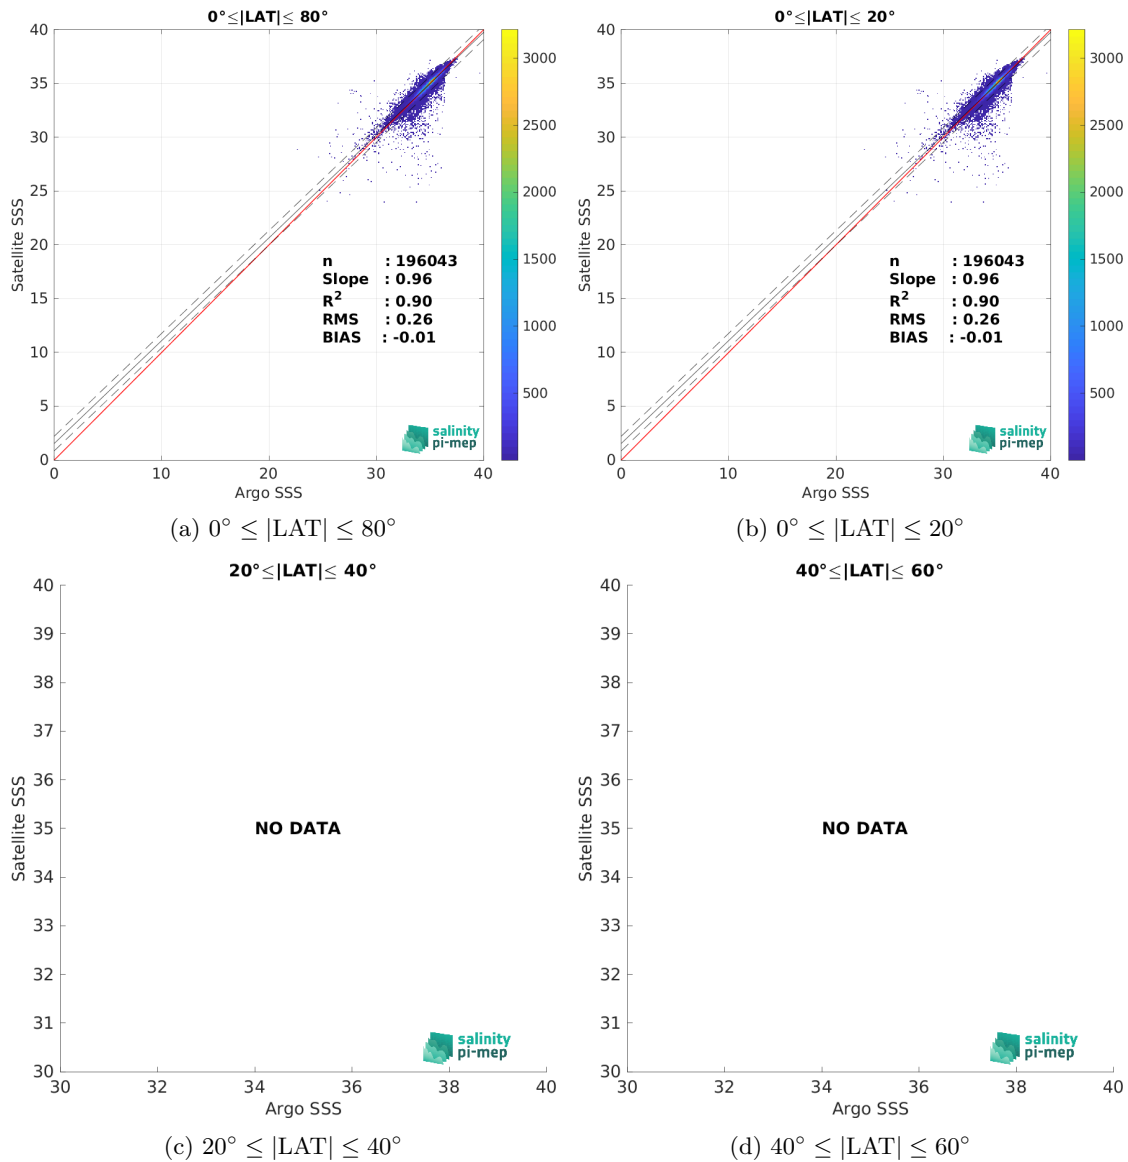 0°≤|LAT|≤ 80°
40
35
30
25
20
15
10
5
0
Satellite SSS
n : 196043
Slope : 0.96
R² : 0.90
RMS : 0.26
BIAS : -0.01
salinity
pi-mep
0 10 20 30 40
Argo SSS
3000
2500
2000
1500
1000
500
(a) 0° ≤ |LAT| ≤ 80°
0°≤|LAT|≤ 20°
40
35
30
25
20
15
10
5
0
Satellite SSS
n : 196043
Slope : 0.96
R² : 0.90
RMS : 0.26
BIAS : -0.01
salinity
pi-mep
0 10 20 30 40
Argo SSS
3000
2500
2000
1500
1000
500
(b) 0° ≤ |LAT| ≤ 20°
20°≤|LAT|≤ 40°
40
39
38
37
36
35
34
33
32
31
30
Satellite SSS
NO DATA
salinity
pi-mep
30 32 34 36 38 40
Argo SSS
(c) 20° ≤ |LAT| ≤ 40°
40°≤|LAT|≤ 60°
40
39
38
37
36
35
34
33
32
31
30
Satellite SSS
NO DATA
salinity
pi-mep
30 32 34 36 38 40
Argo SSS
(d) 40° ≤ |LAT| ≤ 60°